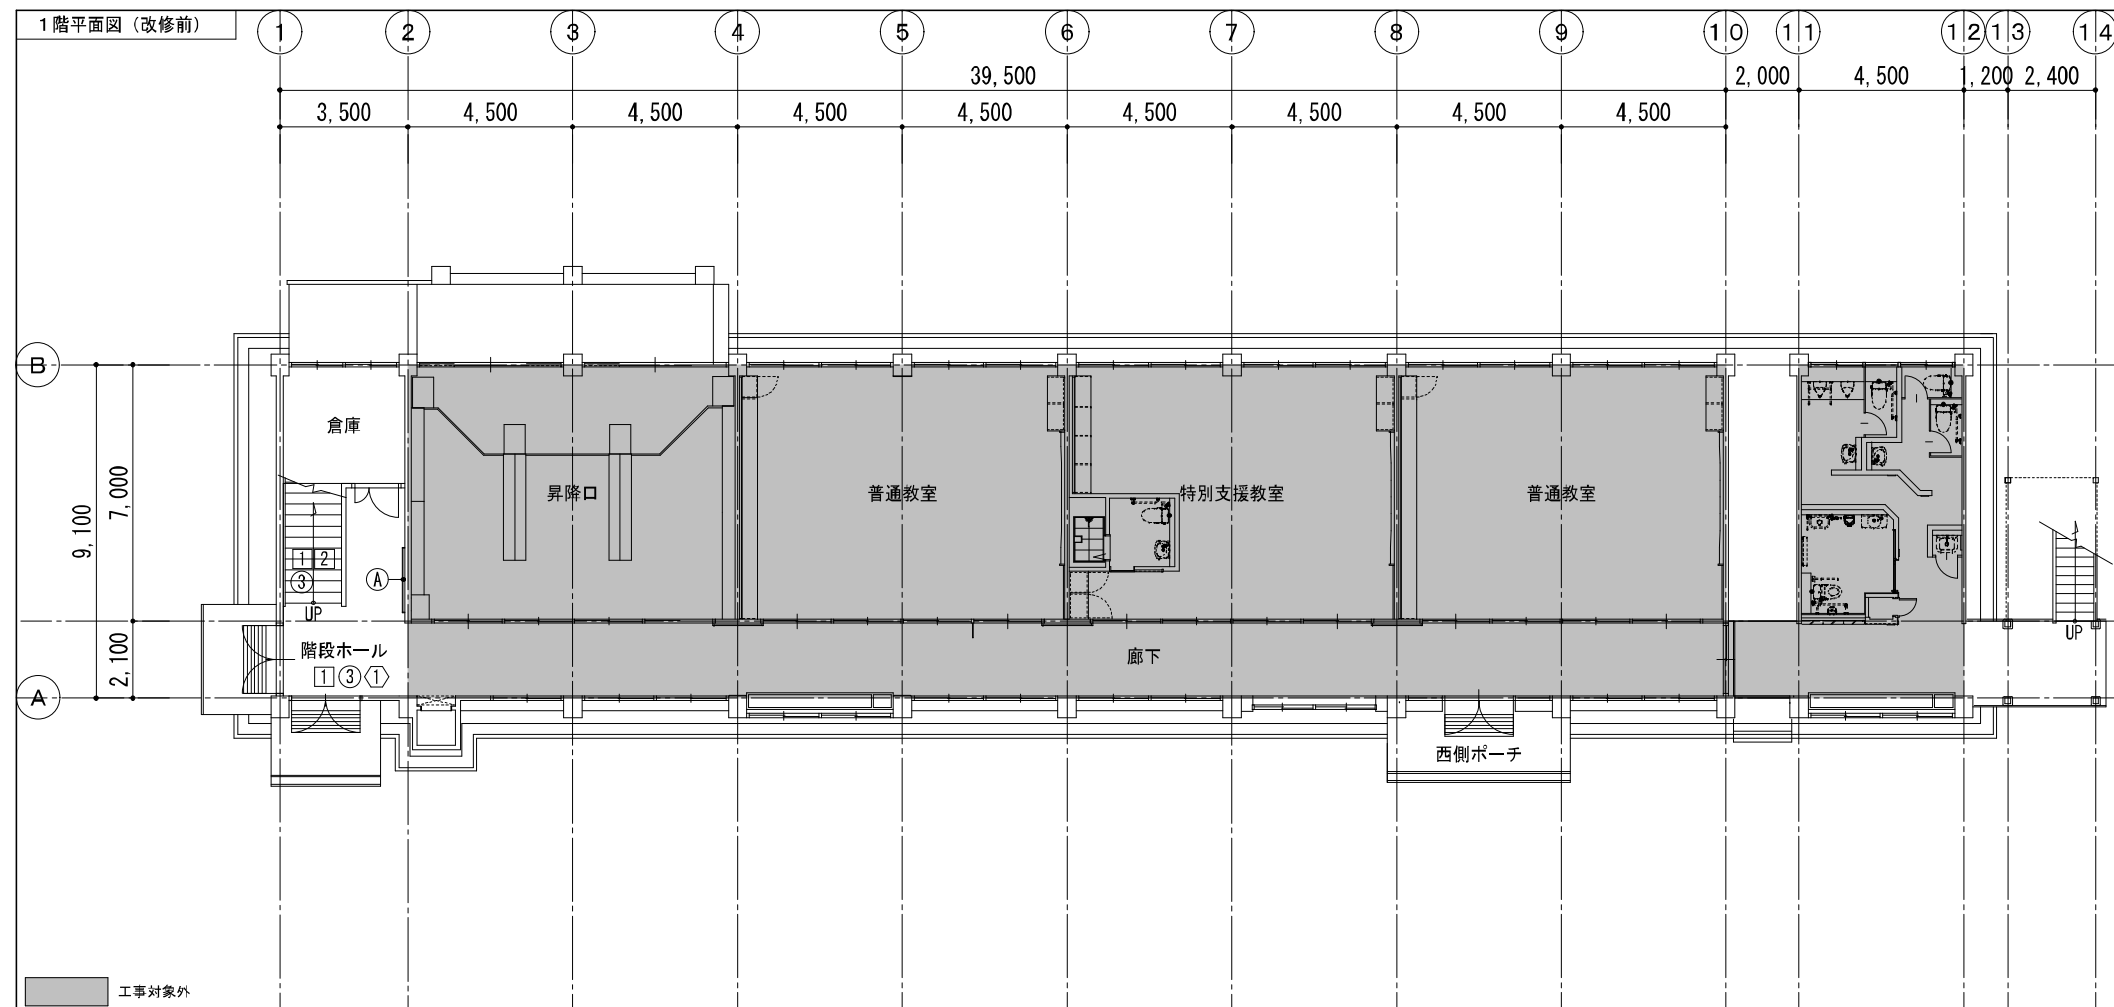 1階平面図（改修前）
1 2 3 4 5 6 7 8 9 10 11 12 13 14
39,500 2,000 4,500 1,200 2,400
3,500 4,500 4,500 4,500 4,500 4,500 4,500 4,500 4,500
B
倉庫
昇降口
普通教室
特別支援教室
普通教室
9,100
7,000
1 2
3
A
UP
2,100
階段ホール
1 3 1
廊下
UP
A
西側ポーチ
工事対象外